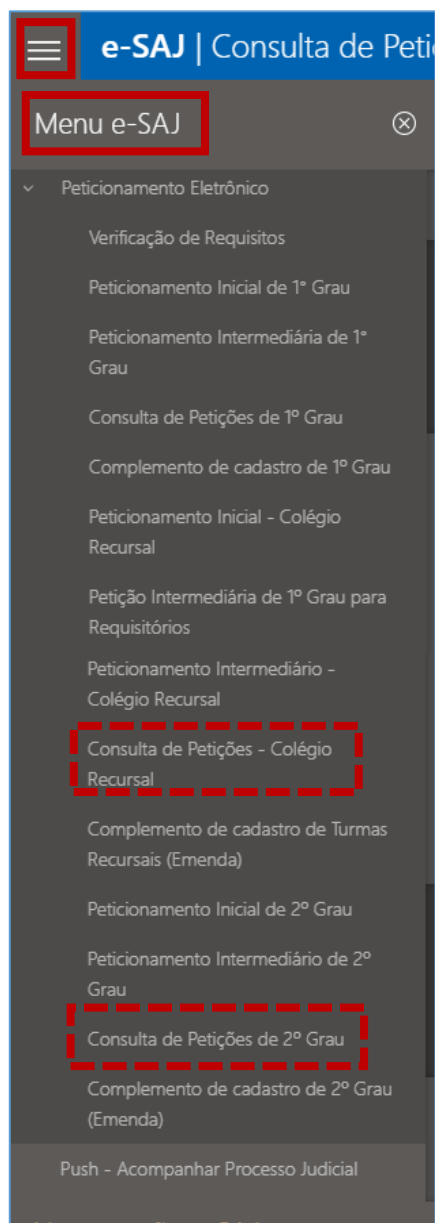 e-SAJ | Consulta de Peti
Menu e-SAJ
Peticionamento Eletrônico
Verificação de Requisitos
Peticionamento Inicial de 1° Grau
Peticionamento Intermediária de 1°
Grau
Consulta de Petições de 1º Grau
Complemento de cadastro de 1º Grau
Peticionamento Inicial - Colégio
Recursal
Petição Intermediária de 1º Grau para
Requisitórios
Peticionamento Intermediário -
Colégio Recursal
Consulta de Petições - Colégio
Recursal
Complemento de cadastro de Turmas
Recursais (Emenda)
Peticionamento Inicial de 2º Grau
Peticionamento Intermediário de 2º
Grau
Consulta de Petições de 2º Grau
Complemento de cadastro de 2º Grau
(Emenda)
Push - Acompanhar Processo Judicial